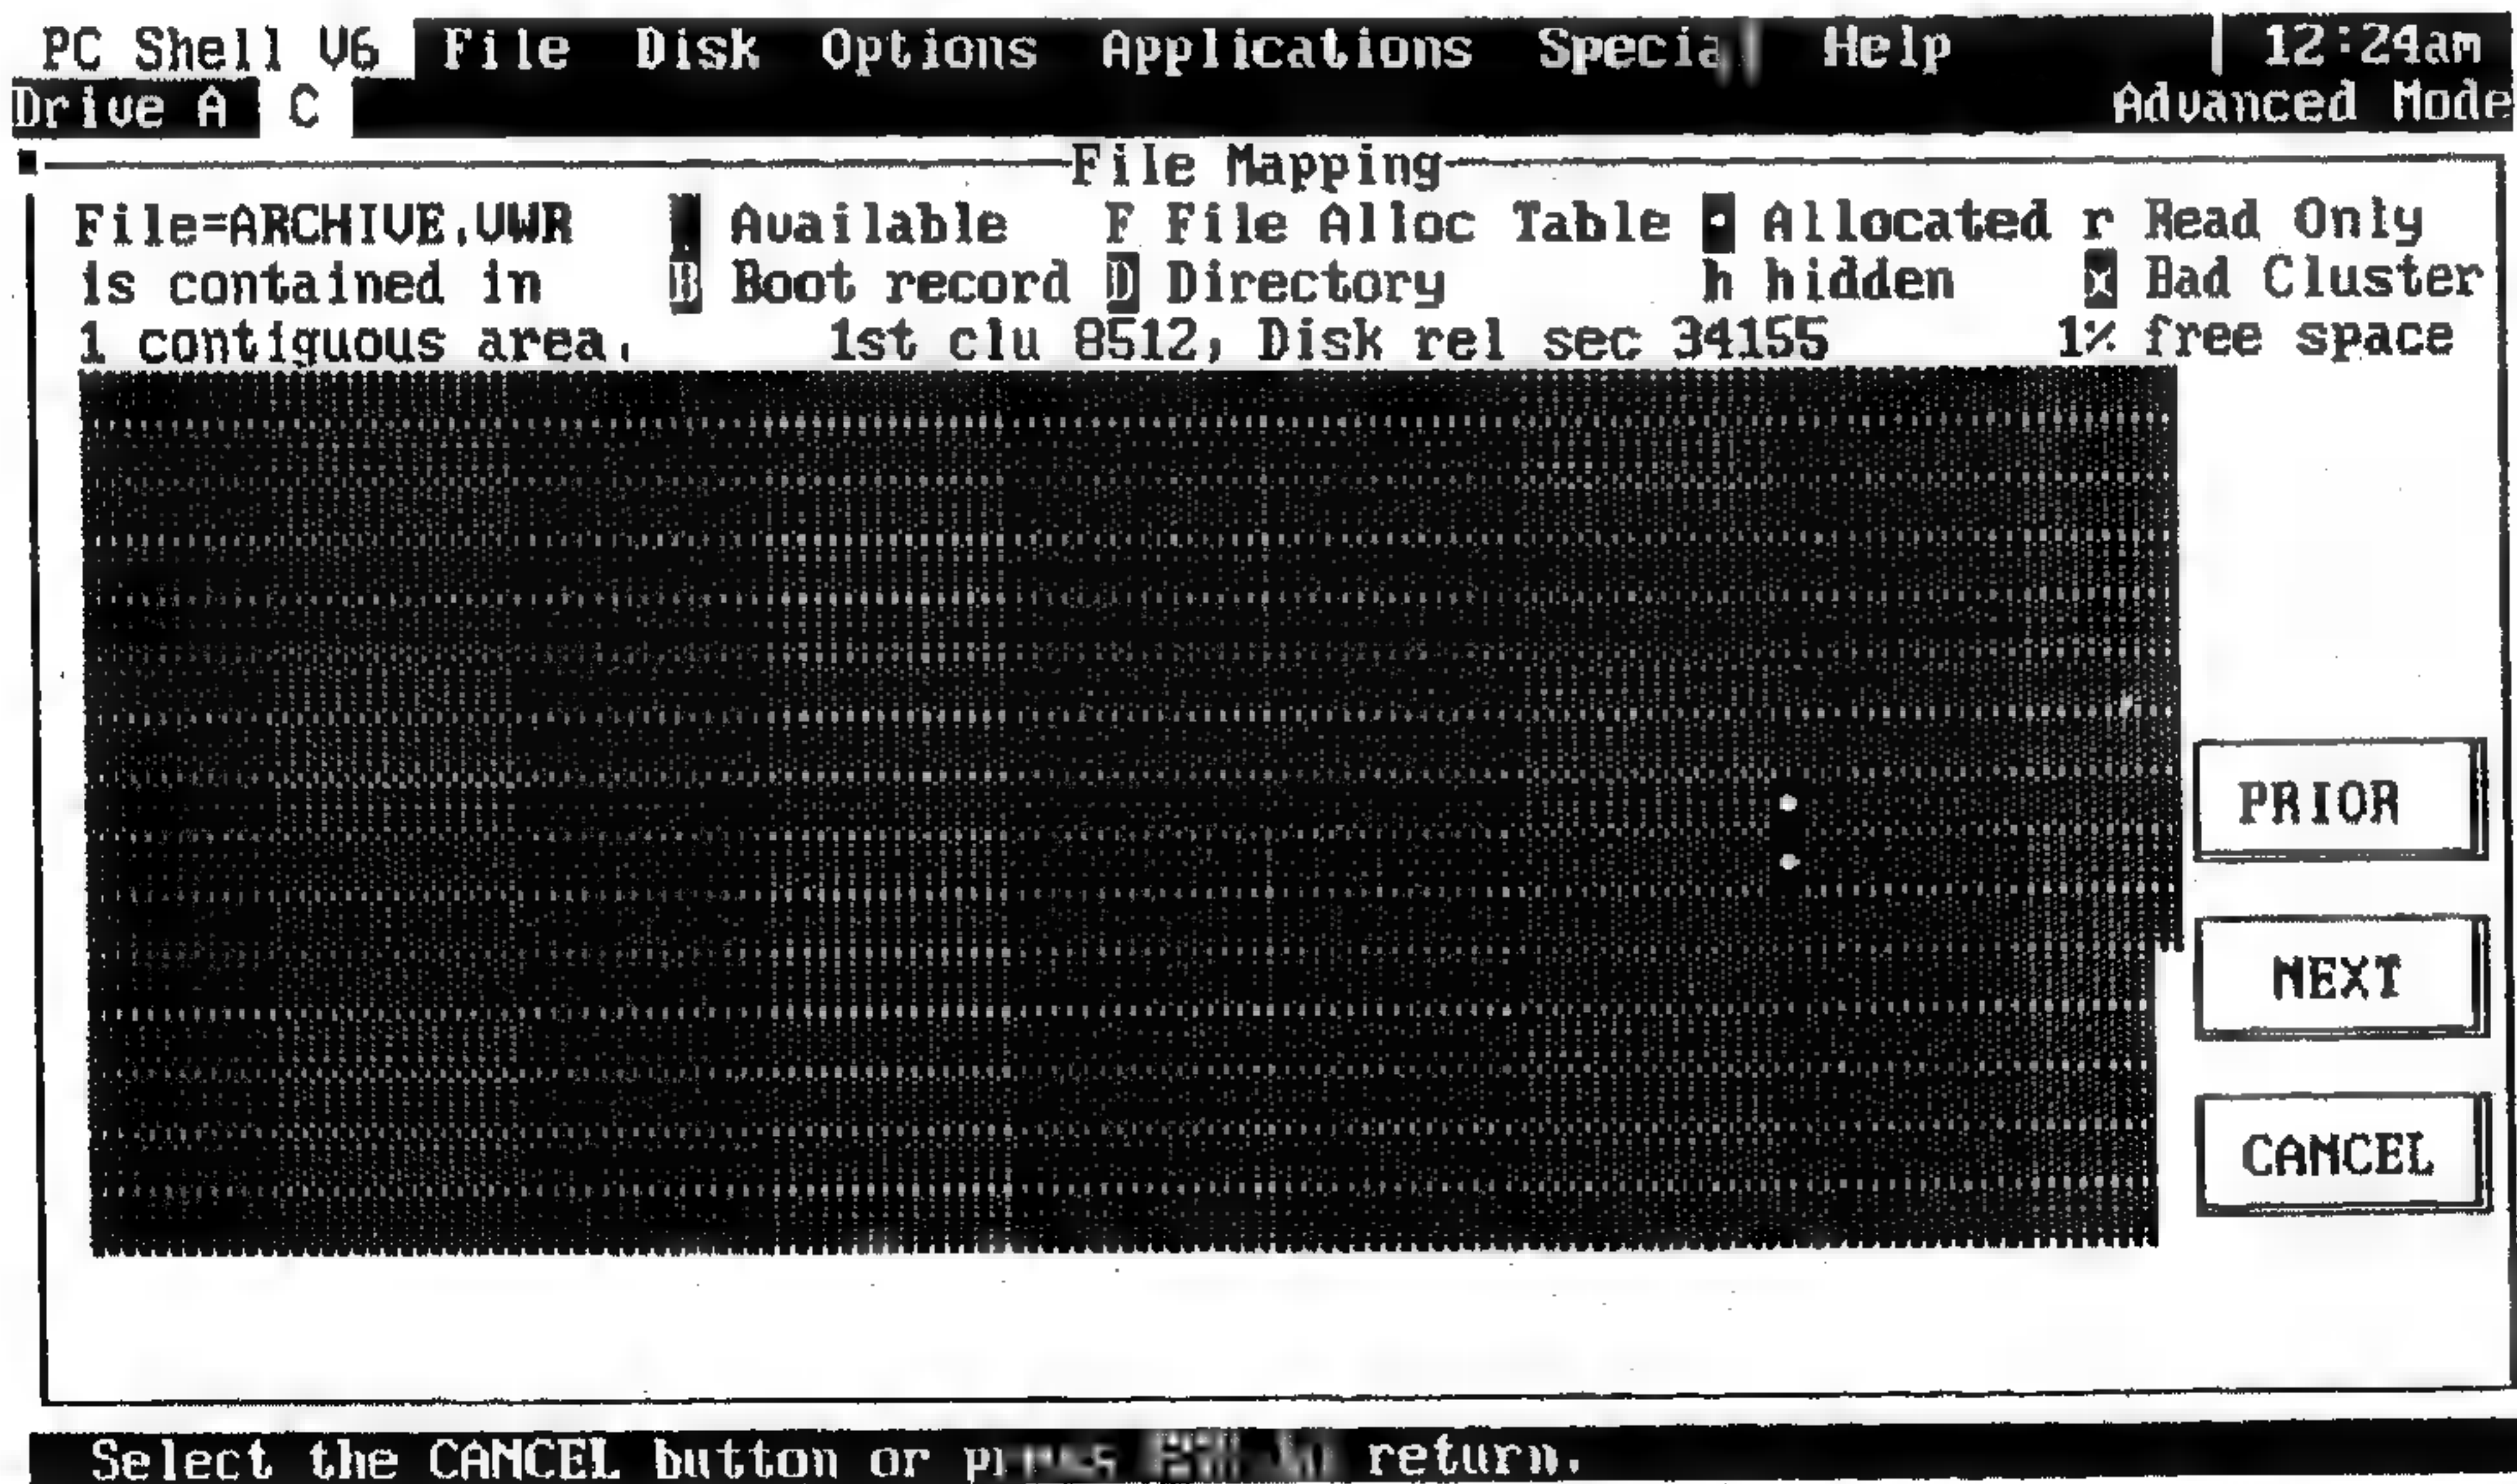 PC Shell V6 File Disk Options Applications Special Help 12:24am
Drive A C Advanced Mode
File Mapping
File=ARCHIVE.VWR Available F File Alloc Table Allocated r Read Only
is contained in B Boot record D Directory h hidden x Bad Cluster
1 contiguous area. 1st clu 8512, Disk rel sec 34155 1% free space
PRIOR
NEXT
CANCEL
Select the CANCEL button or return.